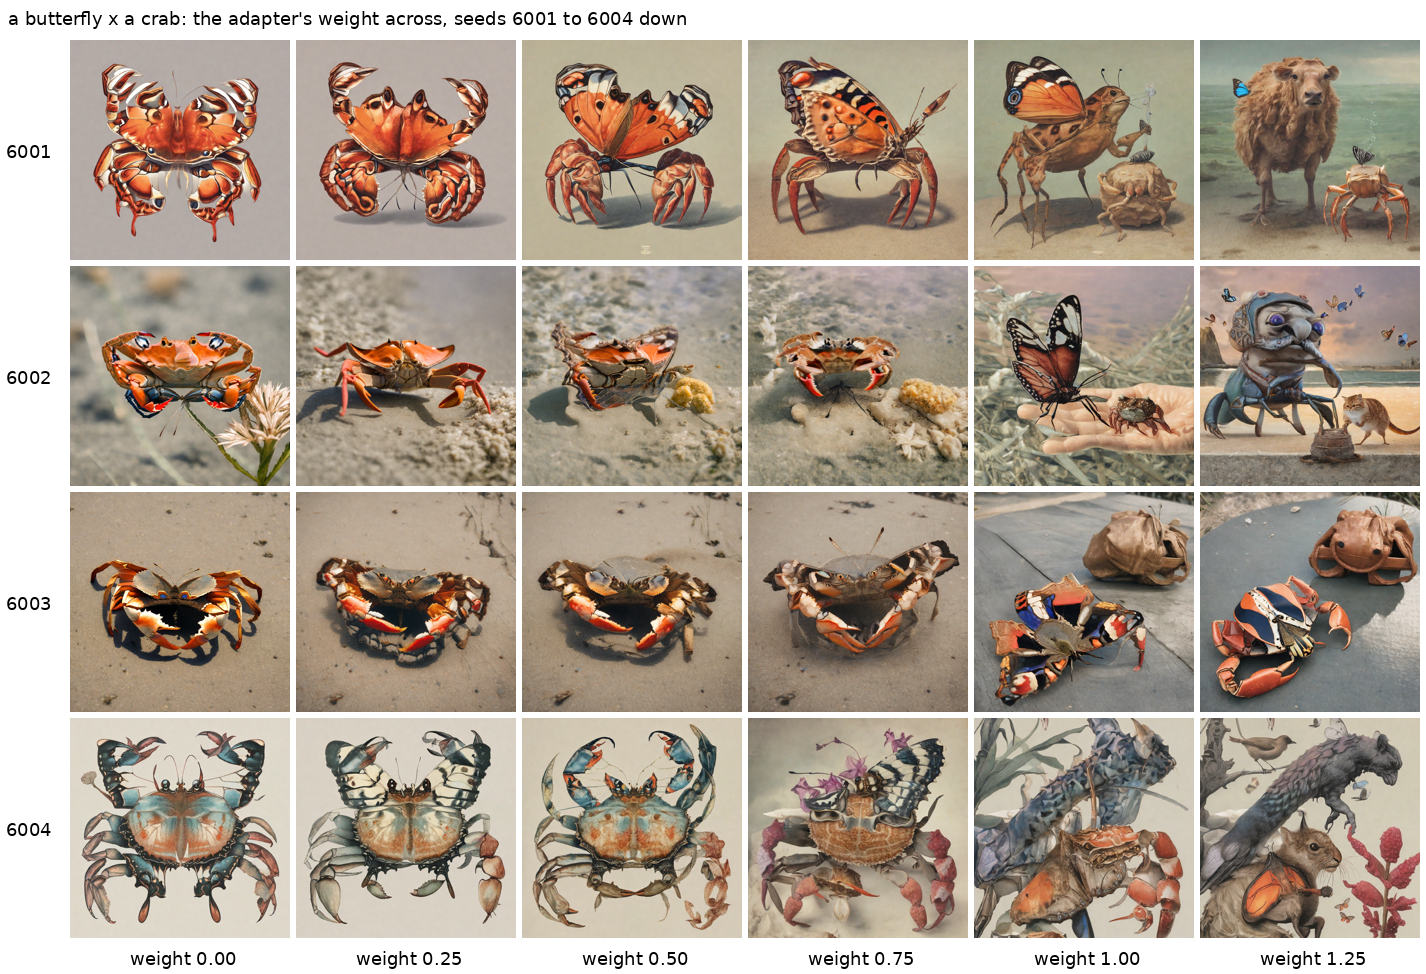 a butterfly x a crab: the adapter's weight across, seeds 6001 to 6004 down
6001
6002
6003
6004
weight 0.00
weight 0.25
weight 0.50
weight 0.75
weight 1.00
weight 1.25